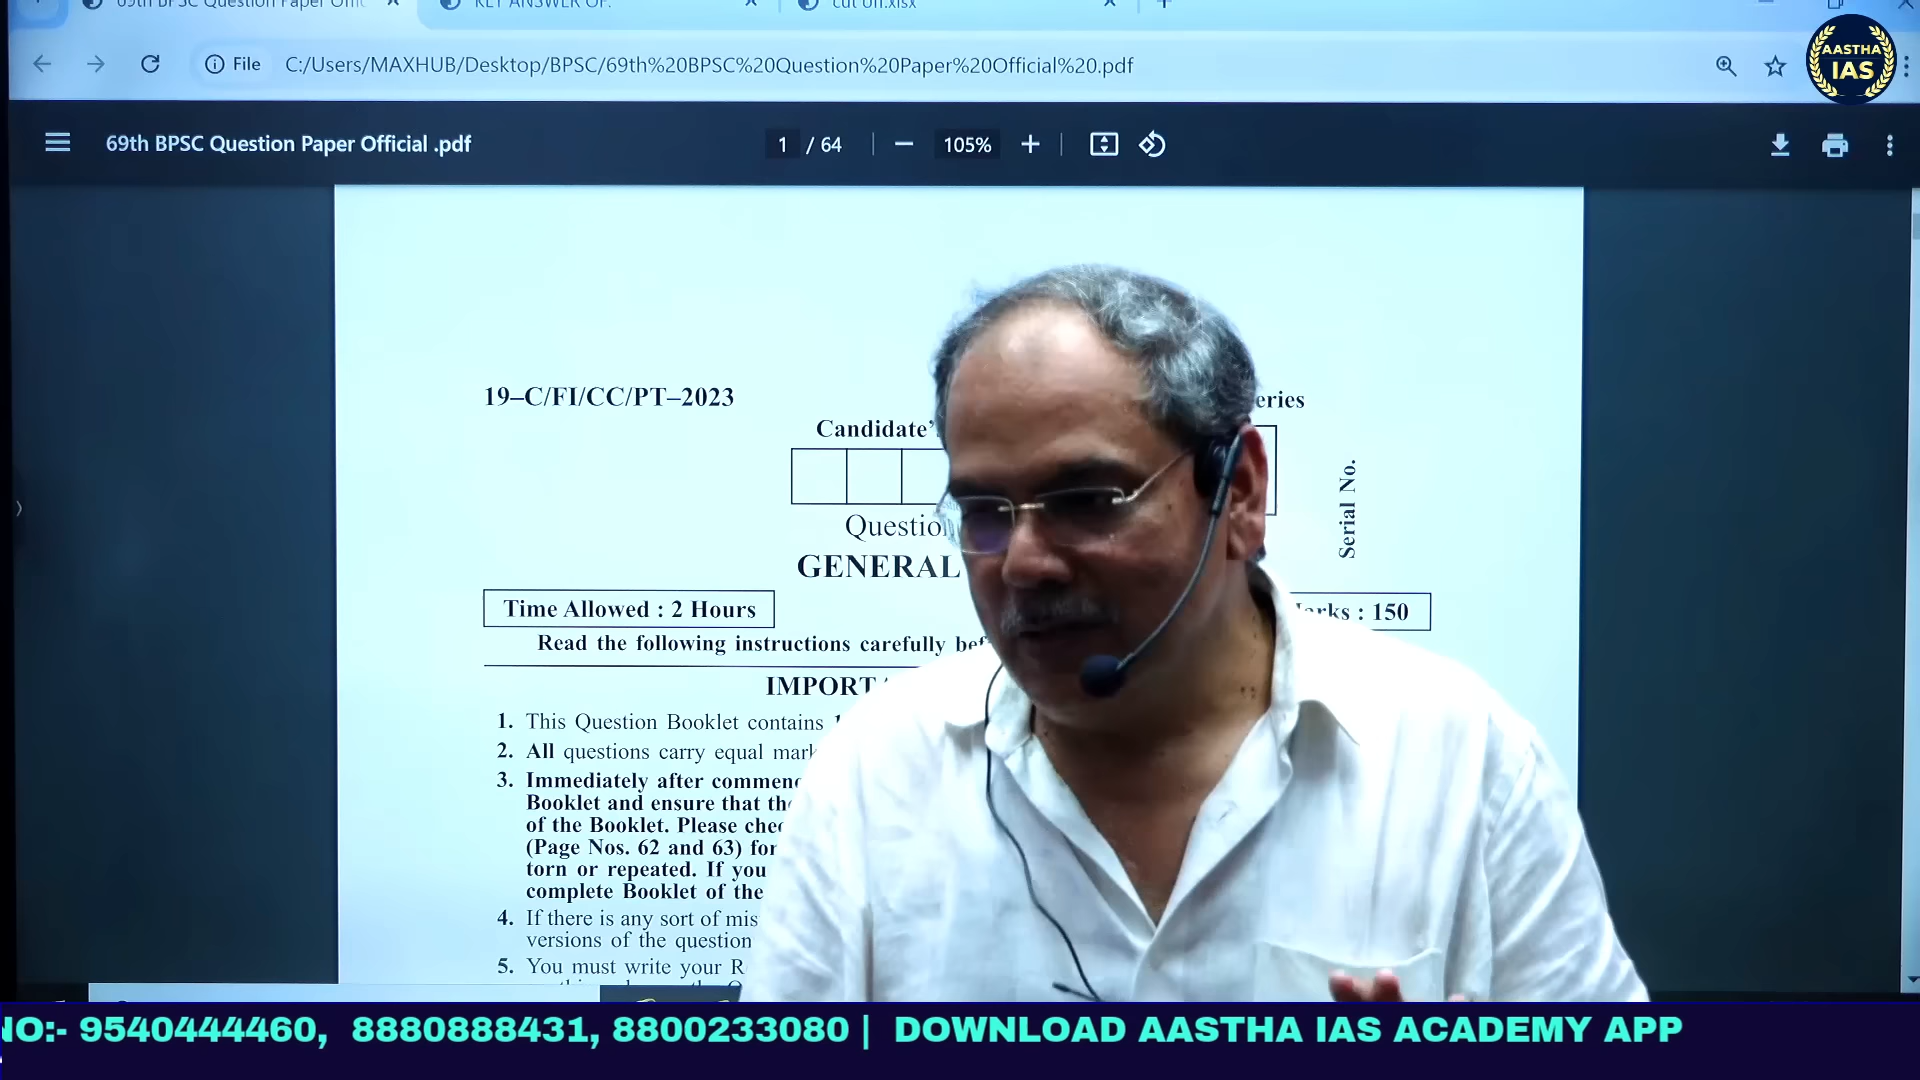 69th BPSC Question Paper Offic
KEY ANSWER OF.
cut off.xlsx
File C:/Users/MAXHUB/Desktop/BPSC/69th%20BPSC%20Question%20Paper%20Official%20.pdf
AASTHA
IAS
69th BPSC Question Paper Official .pdf
1 / 64
105%
19–C/FI/CC/PT–2023
eries
Candidate’
Serial No.
Questio
GENERAL
Time Allowed : 2 Hours
arks : 150
Read the following instructions carefully bef
IMPORT
1. This Question Booklet contains
2. All questions carry equal mark
3. Immediately after commenc
Booklet and ensure that the
of the Booklet. Please chec
(Page Nos. 62 and 63) for
torn or repeated. If you
complete Booklet of the
4. If there is any sort of mis
versions of the question
5. You must write your R
NO:- 9540444460, 8880888431, 8800233080 | DOWNLOAD AASTHA IAS ACADEMY APP